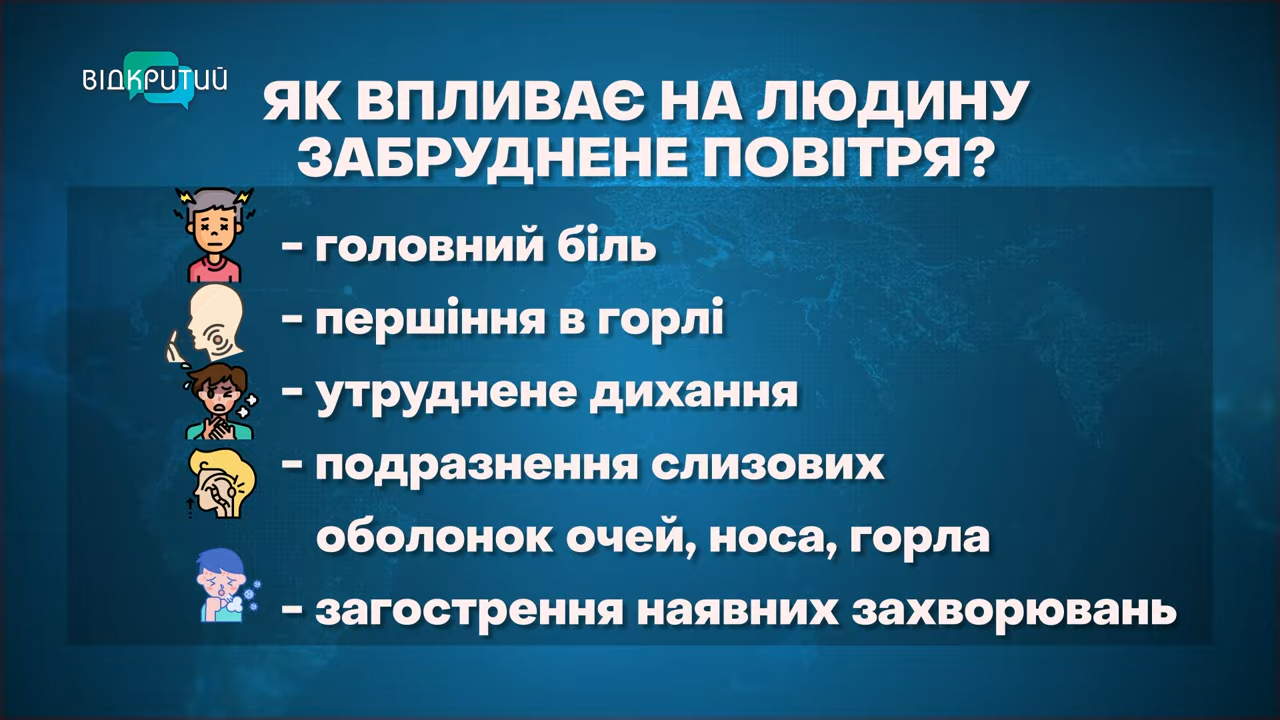 ВІДКРИТИЙ
ЯК ВПЛИВАЄ НА ЛЮДИНУ
ЗАБРУДНЕНЕ ПОВІТРЯ?
- головний біль
- першіння в горлі
- утруднене дихання
- подразнення слизових
оболонок очей, носа, горла
- загострення наявних захворювань